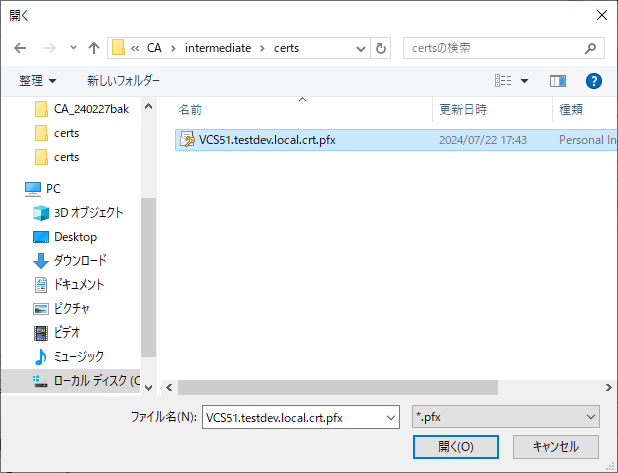 開く
« CA › intermediate › certs
certsの検索
整理
新しいフォルダー
?
名前
更新日時
種類
CA_240227bak
certs
certs
VCS51.testdev.local.crt.pfx
2024/07/22 17:43
Personal In
PC
3D オブジェクト
Desktop
ダウンロード
ドキュメント
ピクチャ
ビデオ
ミュージック
ローカル ディスク (C
ファイル名(N):
VCS51.testdev.local.crt.pfx
*.pfx
開く(O)
キャンセル